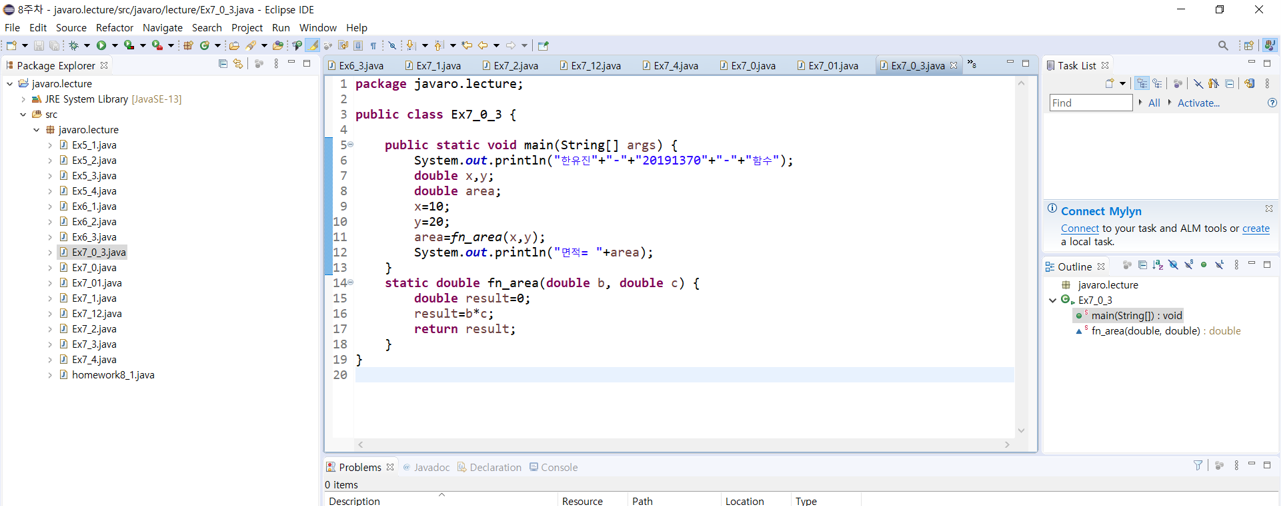 8주차 - javaro.lecture/src/javaro/lecture/Ex7_0_3.java - Eclipse IDE
File Edit Source Refactor Navigate Search Project Run Window Help
Package Explorer
javaro.lecture
JRE System Library [JavaSE-13]
src
javaro.lecture
Ex5_1.java
Ex5_2.java
Ex5_3.java
Ex5_4.java
Ex6_1.java
Ex6_2.java
Ex6_3.java
Ex7_0_3.java
Ex7_0.java
Ex7_01.java
Ex7_1.java
Ex7_12.java
Ex7_2.java
Ex7_3.java
Ex7_4.java
homework8_1.java
Ex6_3.java Ex7_1.java Ex7_2.java Ex7_12.java Ex7_4.java Ex7_0.java Ex7_01.java Ex7_0_3.java »8
1 package javaro.lecture;
2
3 public class Ex7_0_3 {
4
5 public static void main(String[] args) {
6 System.out.println("한유진"+"-"+"20191370"+"-"+"함수");
7 double x,y;
8 double area;
9 x=10;
10 y=20;
11 area=fn_area(x,y);
12 System.out.println("면적= "+area);
13 }
14 static double fn_area(double b, double c) {
15 double result=0;
16 result=b*c;
17 return result;
18 }
19 }
20
Task List
Find All Activate...
Connect Mylyn
Connect to your task and ALM tools or create
a local task.
Outline
javaro.lecture
Ex7_0_3
main(String[]) : void
fn_area(double, double) : double
Problems Javadoc Declaration Console
0 items
Description Resource Path Location Type